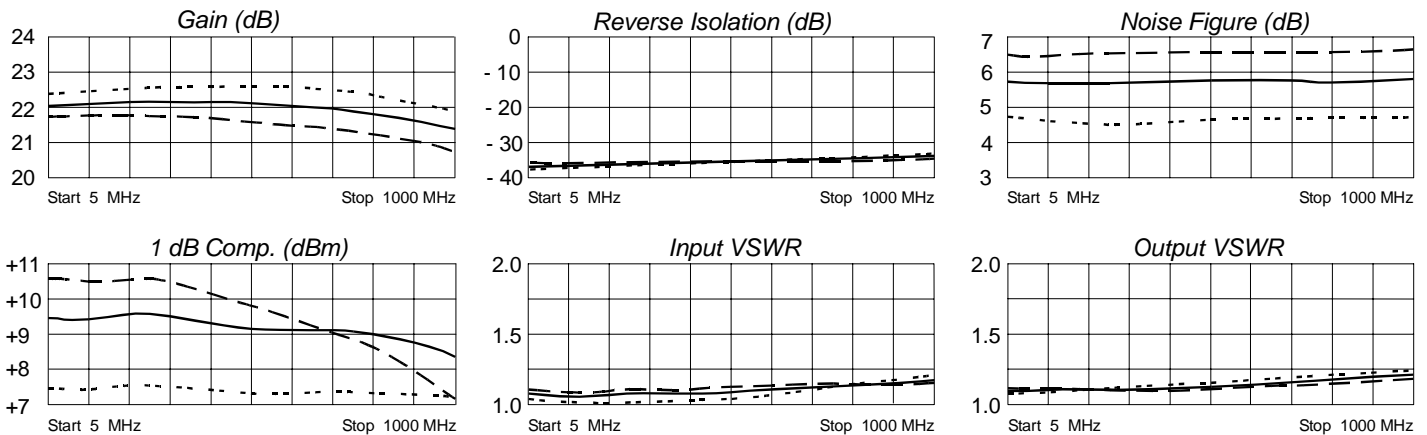 Gain (dB)
24
23
22
21
20
Start 5 MHz
Stop 1000 MHz
Reverse Isolation (dB)
0
- 10
- 20
- 30
- 40
Start 5 MHz
Stop 1000 MHz
Noise Figure (dB)
7
6
5
4
3
Start 5 MHz
Stop 1000 MHz
1 dB Comp. (dBm)
+11
+10
+9
+8
+7
Start 5 MHz
Stop 1000 MHz
Input VSWR
2.0
1.5
1.0
Start 5 MHz
Stop 1000 MHz
Output VSWR
2.0
1.5
1.0
Start 5 MHz
Stop 1000 MHz